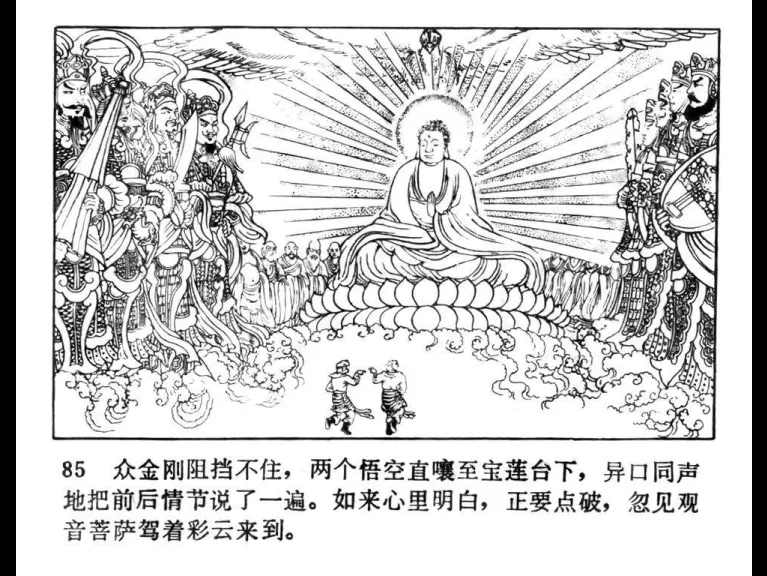 85 众金刚阻挡不住，两个悟空直嚷至宝莲台下，异口同声
地把前后情节说了一遍。如来心里明白，正要点破，忽见观
音菩萨驾着彩云来到。